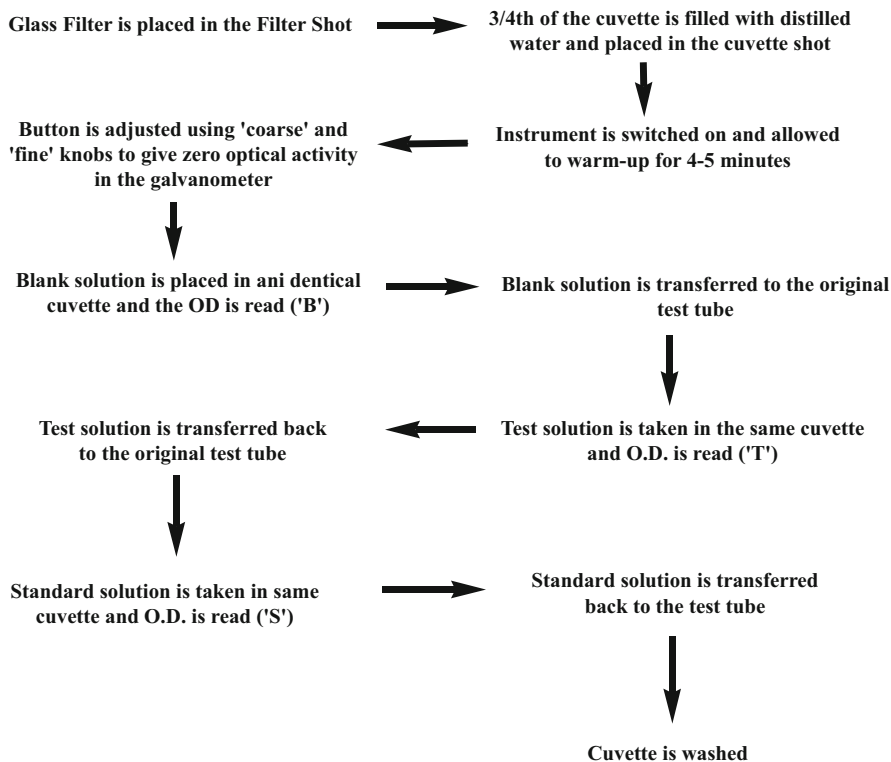 Glass Filter is placed in the Filter Shot
3/4th of the cuvette is filled with distilled
water and placed in the cuvette shot
Instrument is switched on and allowed
to warm-up for 4-5 minutes
Button is adjusted using 'coarse' and
'fine' knobs to give zero optical activity
in the galvanometer
Blank solution is placed in ani dentical
cuvette and the OD is read ('B')
Blank solution is transferred to the original
test tube
Test solution is taken in the same cuvette
and O.D. is read ('T')
Test solution is transferred back
to the original test tube
Standard solution is taken in same
cuvette and O.D. is read ('S')
Standard solution is transferred
back to the test tube
Cuvette is washed